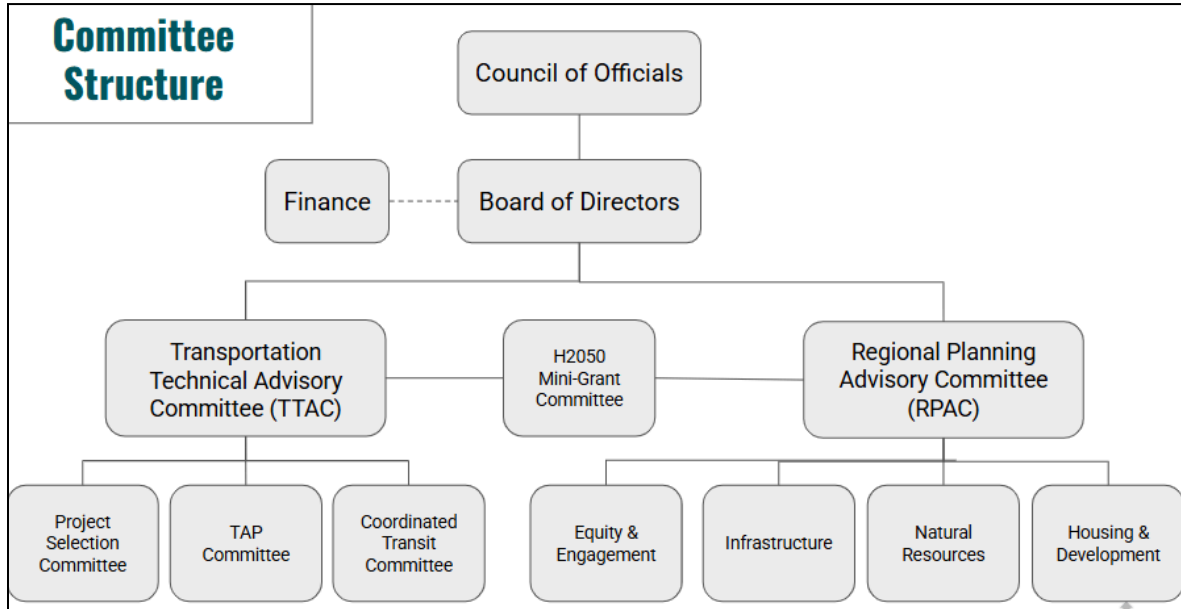 Committee
Structure
Council of Officials
Finance
Board of Directors
Transportation
Technical Advisory
Committee (TTAC)
H2050
Mini-Grant
Committee
Regional Planning
Advisory Committee
(RPAC)
Project
Selection
Committee
TAP
Committee
Coordinated
Transit
Committee
Equity &
Engagement
Infrastructure
Natural
Resources
Housing &
Development